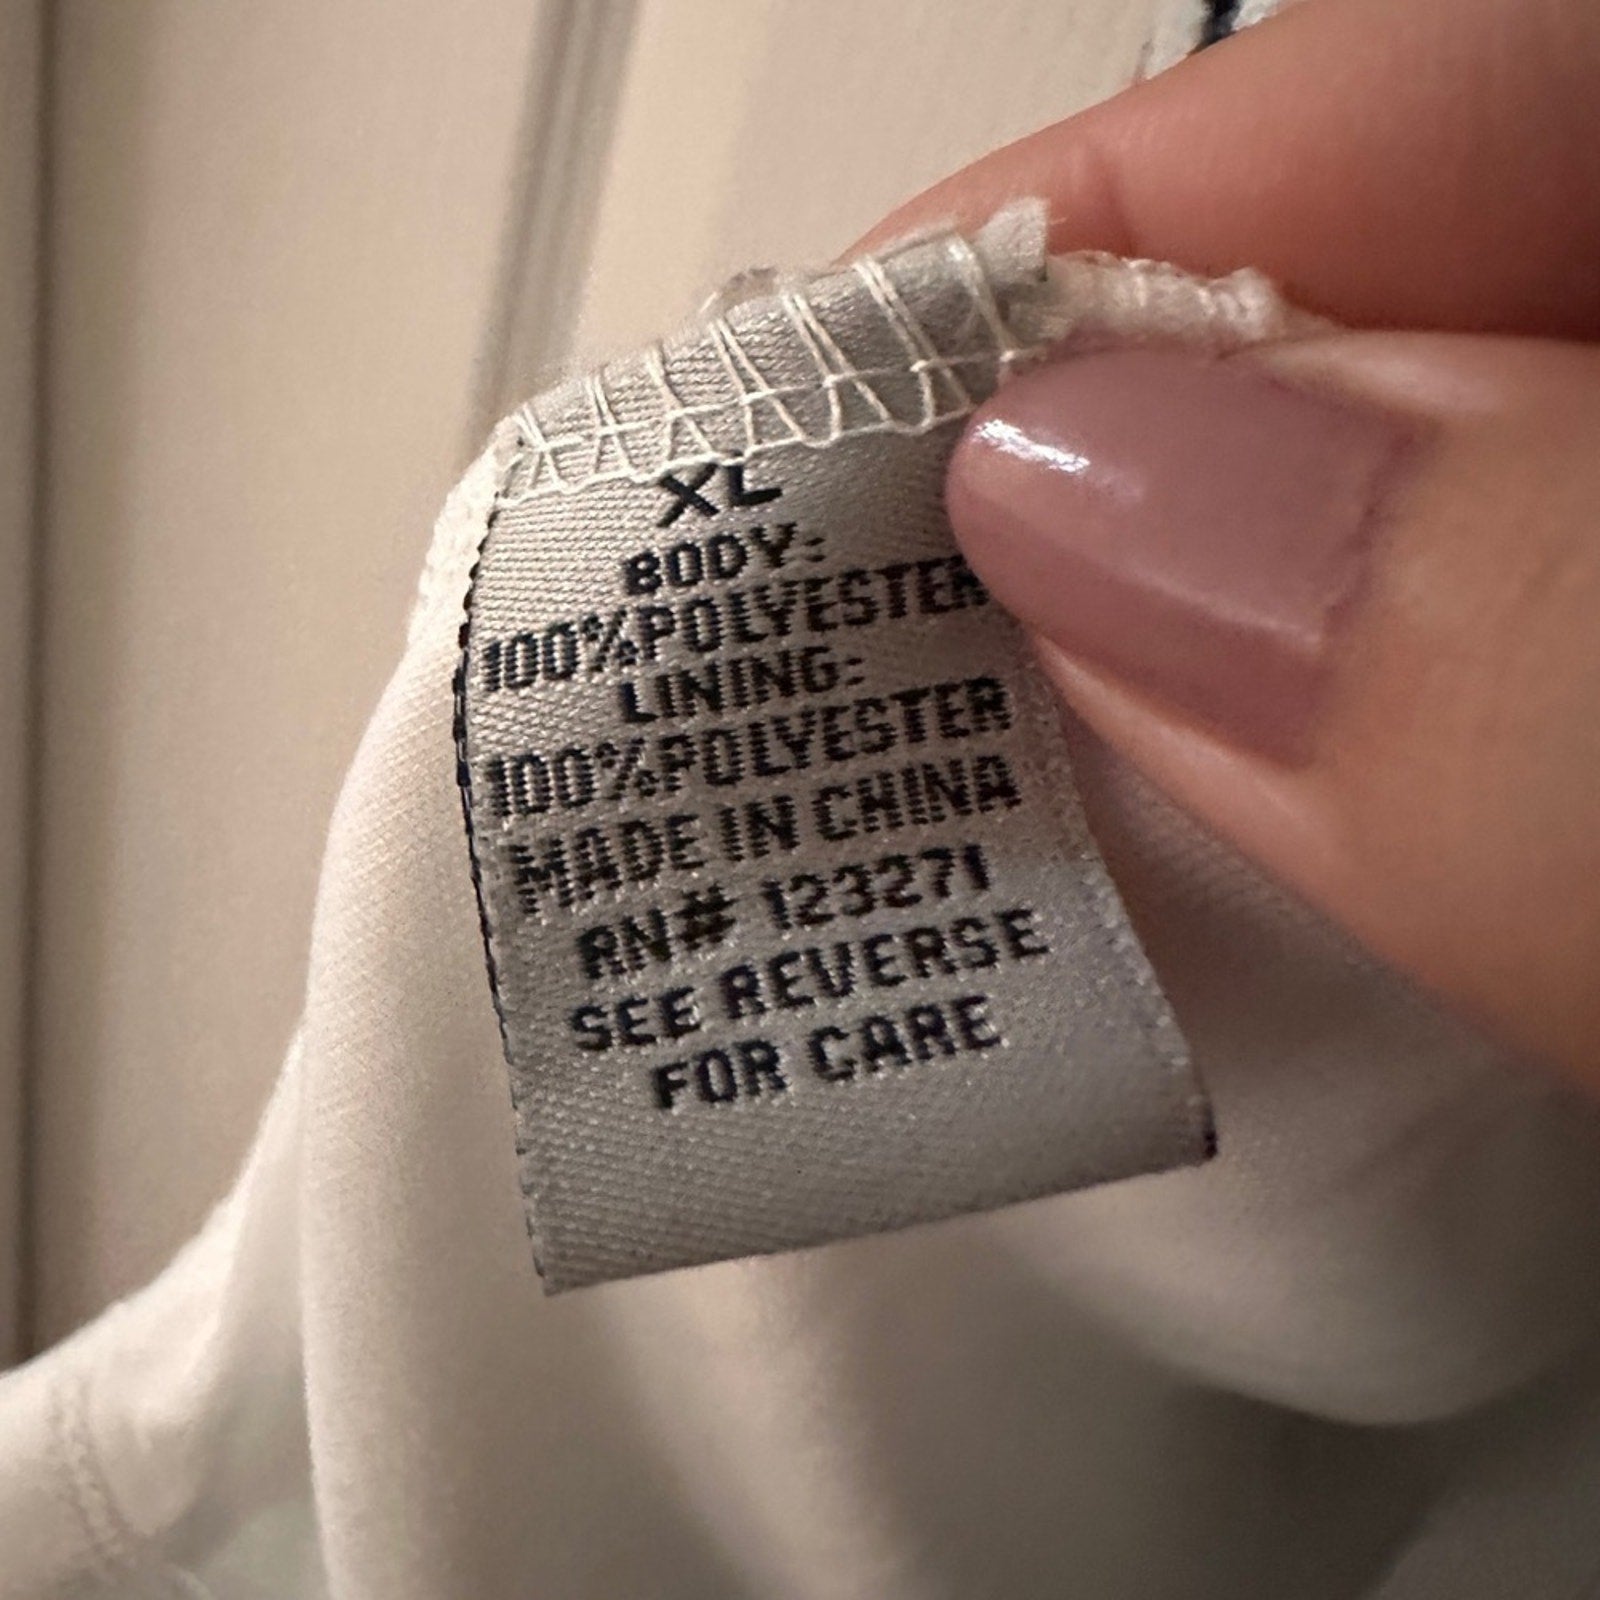 XL
BODY:
100%POLYESTER
LINING:
100%POLYESTER
MADE IN CHINA
RN# 123271
SEE REVERSE
FOR CARE